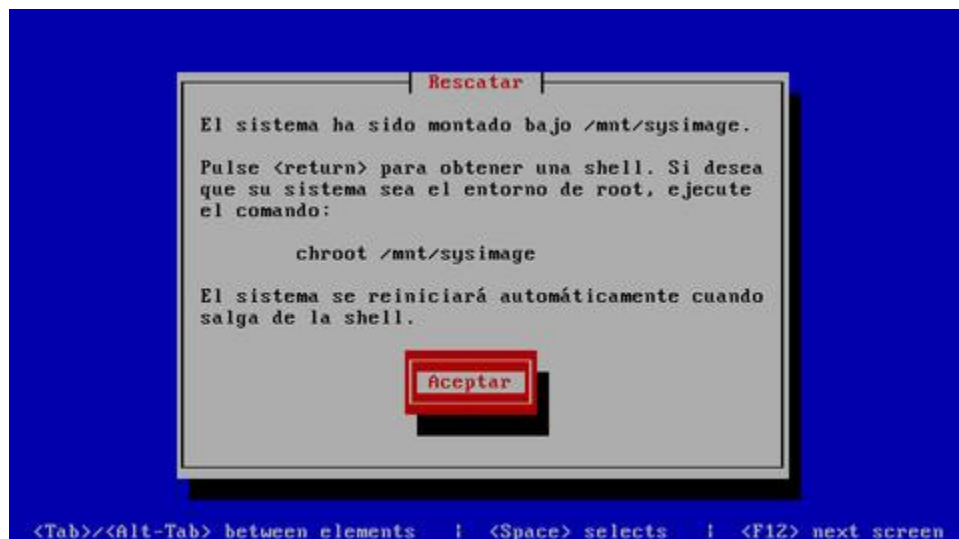 Rescatar
El sistema ha sido montado bajo /mnt/sysimage.
Pulse <return> para obtener una shell. Si desea
que su sistema sea el entorno de root, ejecute
el comando:
chroot /mnt/sysimage
El sistema se reiniciará automáticamente cuando
salga de la shell.
Aceptar
<Tab>/<Alt-Tab> between elements | <Space> selects | <F12> next screen